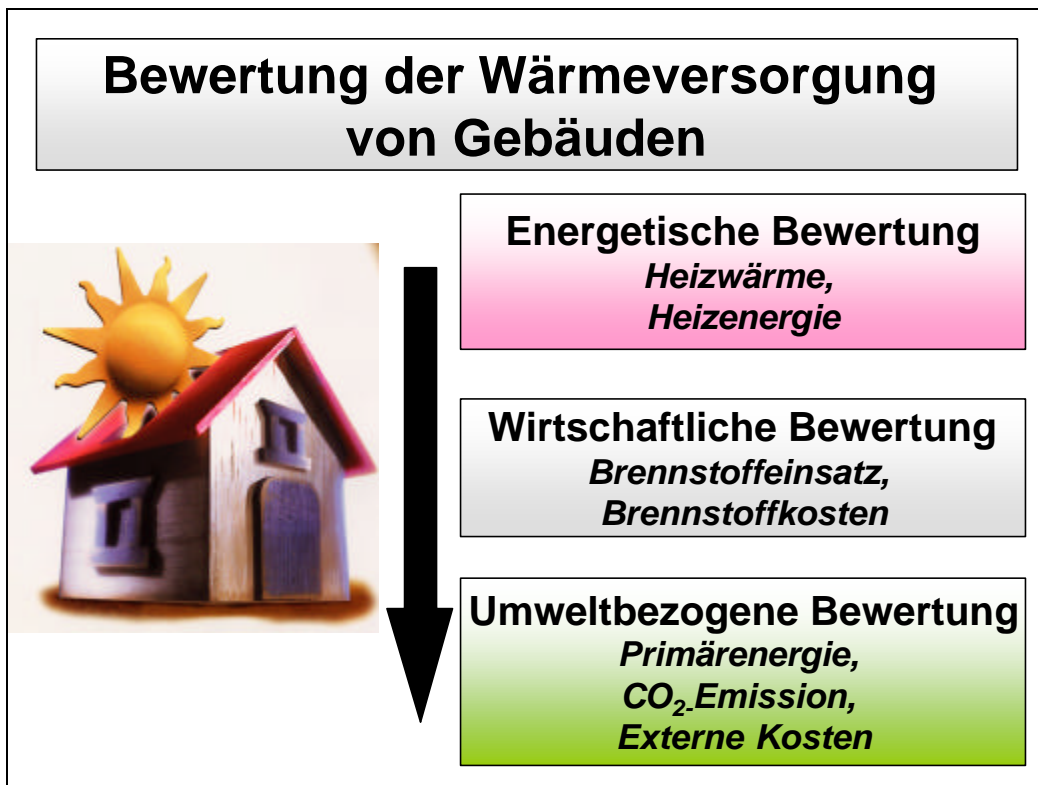 Bewertung der Wärmeversorgung
von Gebäuden
Energetische Bewertung
Heizwärme,
Heizenergie
Wirtschaftliche Bewertung
Brennstoffeinsatz,
Brennstoffkosten
Umweltbezogene Bewertung
Primärenergie,
CO₂-Emission,
Externe Kosten